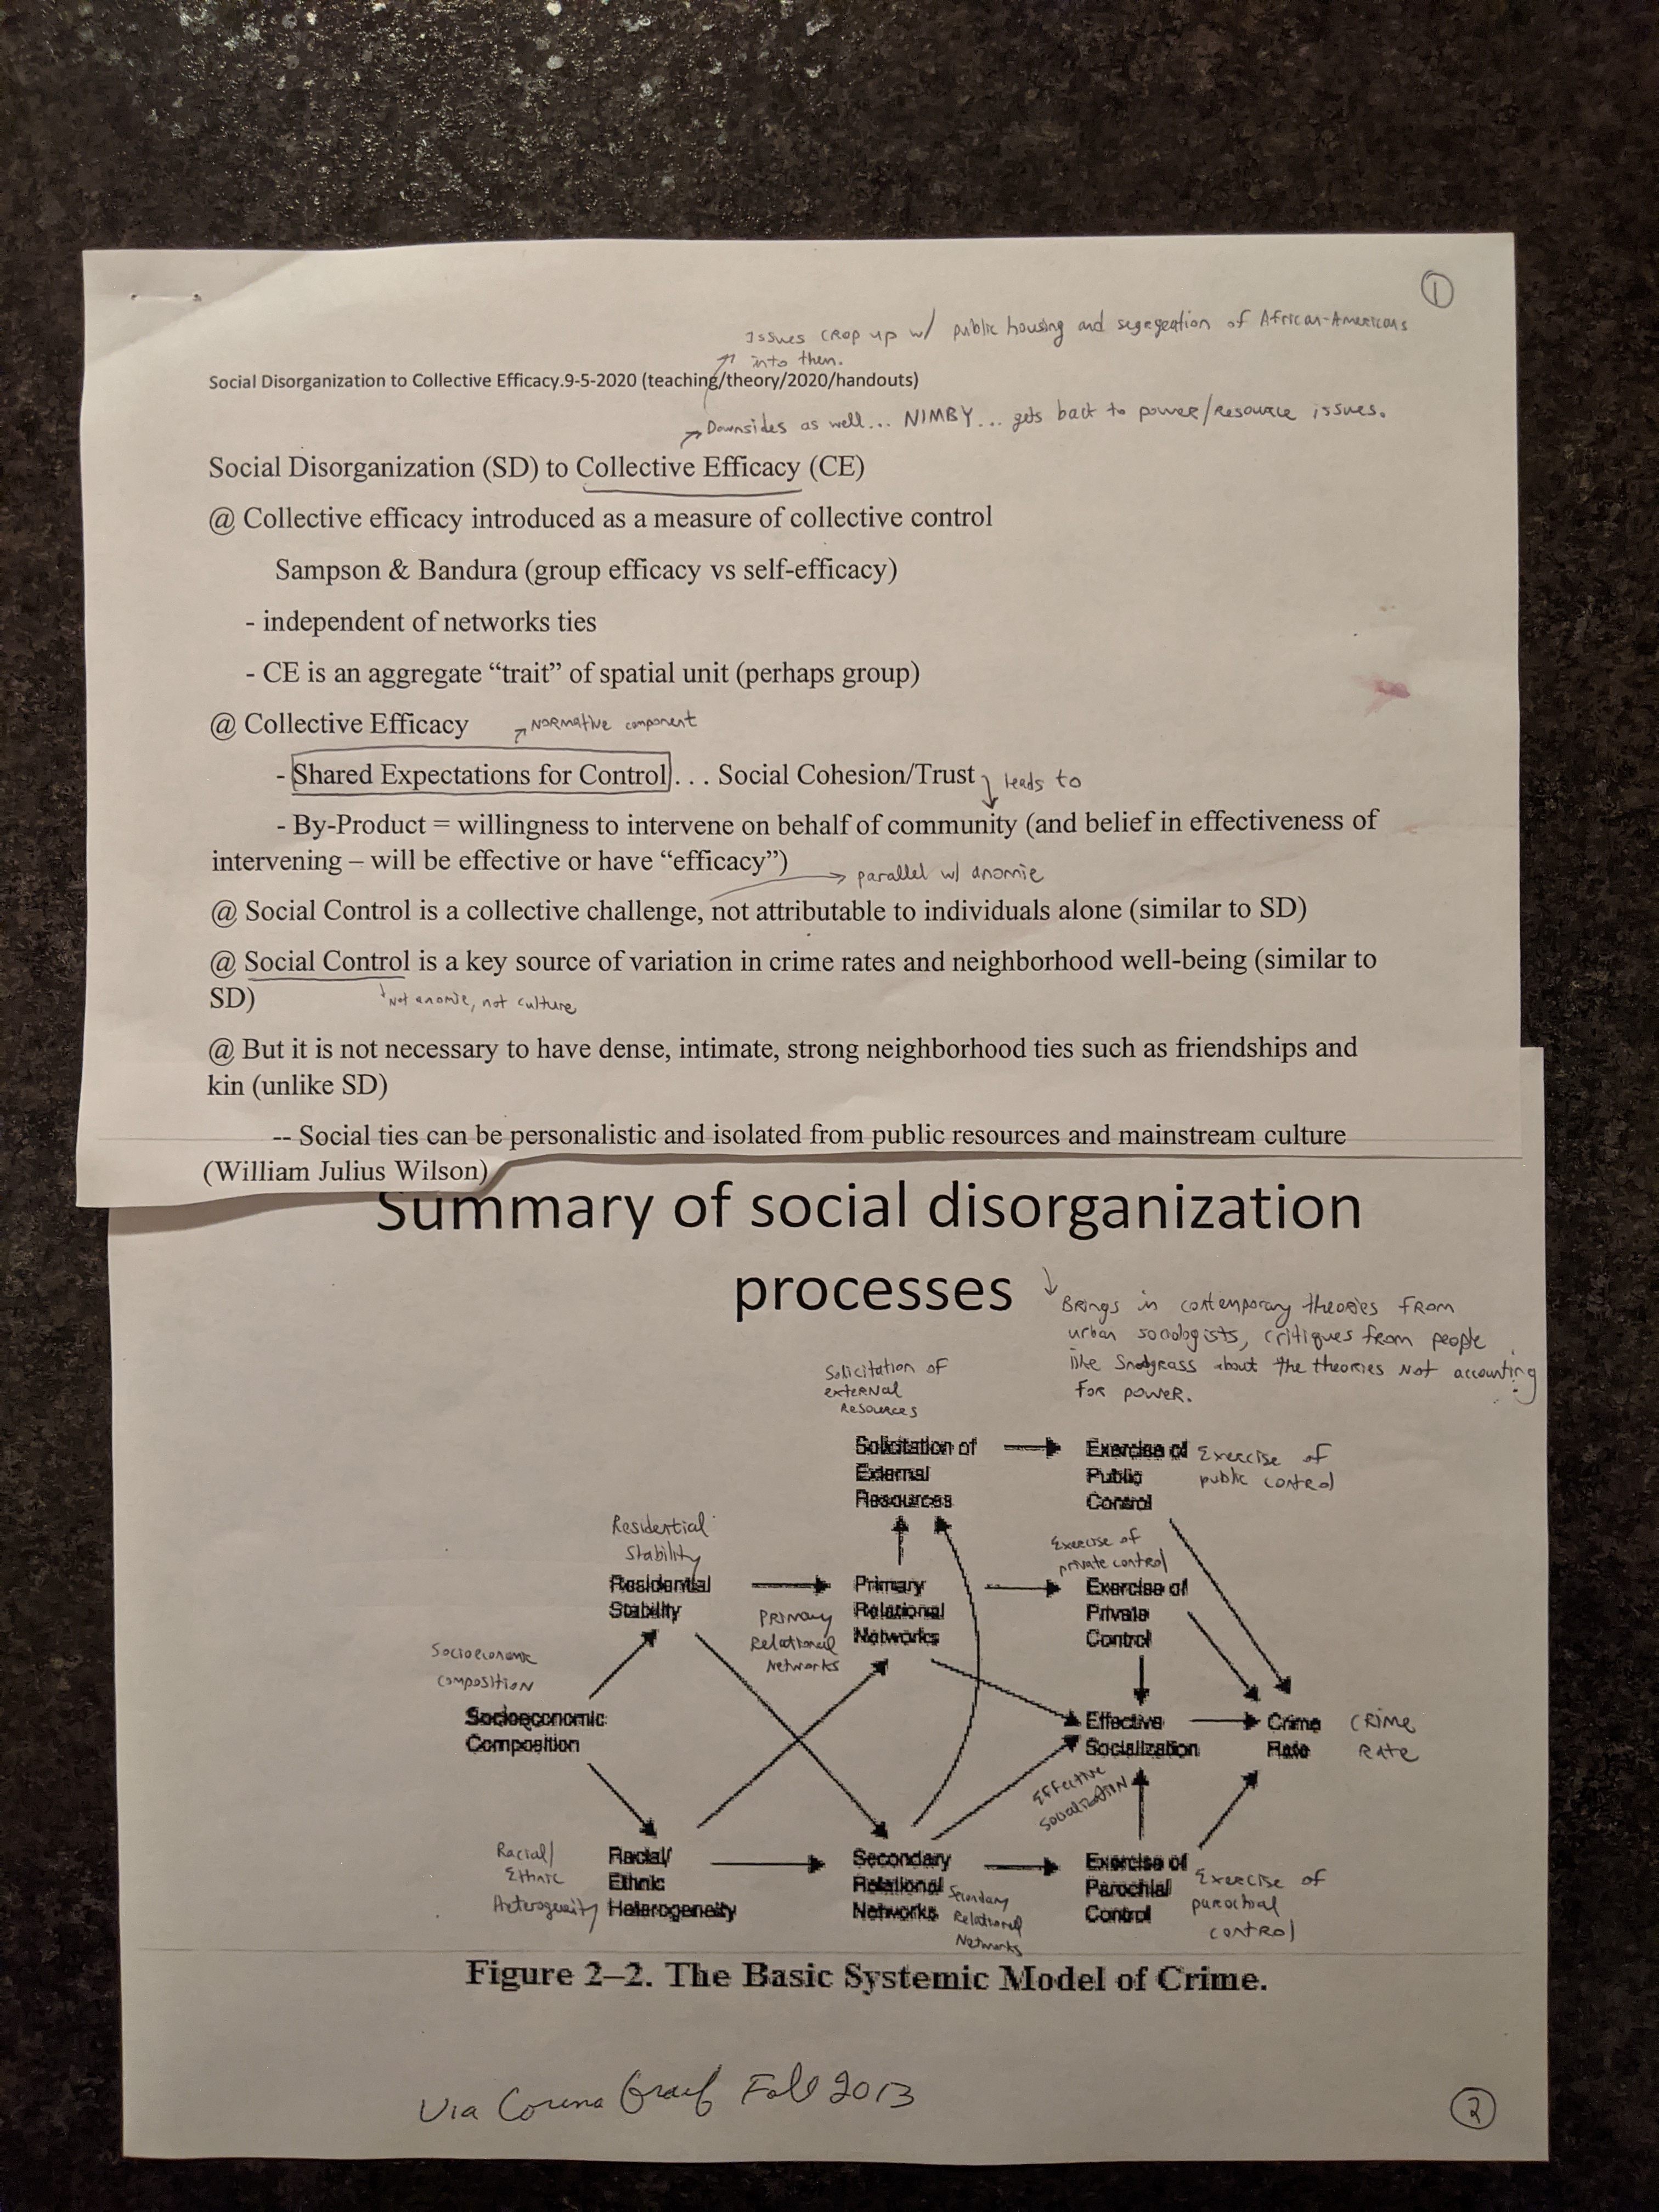 ①
Issues crop up w/ public housing and segregation of African-Americans
into them.
Social Disorganization to Collective Efficacy.9-5-2020 (teaching/theory/2020/handouts)
Downsides as well... NIMBY... gets back to power/resource issues.
Social Disorganization (SD) to Collective Efficacy (CE)
@ Collective efficacy introduced as a measure of collective control
Sampson & Bandura (group efficacy vs self-efficacy)
- independent of networks ties
- CE is an aggregate “trait” of spatial unit (perhaps group)
@ Collective Efficacy
Normative component
- Shared Expectations for Control . . . Social Cohesion/Trust
leads to
- By-Product = willingness to intervene on behalf of community (and belief in effectiveness of
intervening – will be effective or have “efficacy”)
parallel w/ anomie
@ Social Control is a collective challenge, not attributable to individuals alone (similar to SD)
@ Social Control is a key source of variation in crime rates and neighborhood well-being (similar to
SD)
Not anomie, not culture
@ But it is not necessary to have dense, intimate, strong neighborhood ties such as friendships and
kin (unlike SD)
-- Social ties can be personalistic and isolated from public resources and mainstream culture
(William Julius Wilson)
Summary of social disorganization
processes
Brings in contemporary theories from
urban sociologists, critiques from people
like Snodgrass about the theories not accounting
for power.
Solicitation of
external
resources
Solicitation of
External
Resources
Exercise of
Public
Control
Exercise of
public control
Residential
Stability
Residential
Stability
Primary
Relational
Networks
Primary
Relational
Networks
Exercise of
private control
Exercise of
Private
Control
Socioeconomic
composition
Socioeconomic
Composition
Effective
Socialization
Effective
socialization
Crime
Rate
Crime
Rate
Racial/
Ethnic
Heterogeneity
Racial/
Ethnic
Heterogeneity
Secondary
Relational
Networks
Secondary
Relational
Networks
Exercise of
Parochial
Control
Exercise of
parochial
control
Figure 2–2. The Basic Systemic Model of Crime.
Via Corina Graif Fall 2013
②